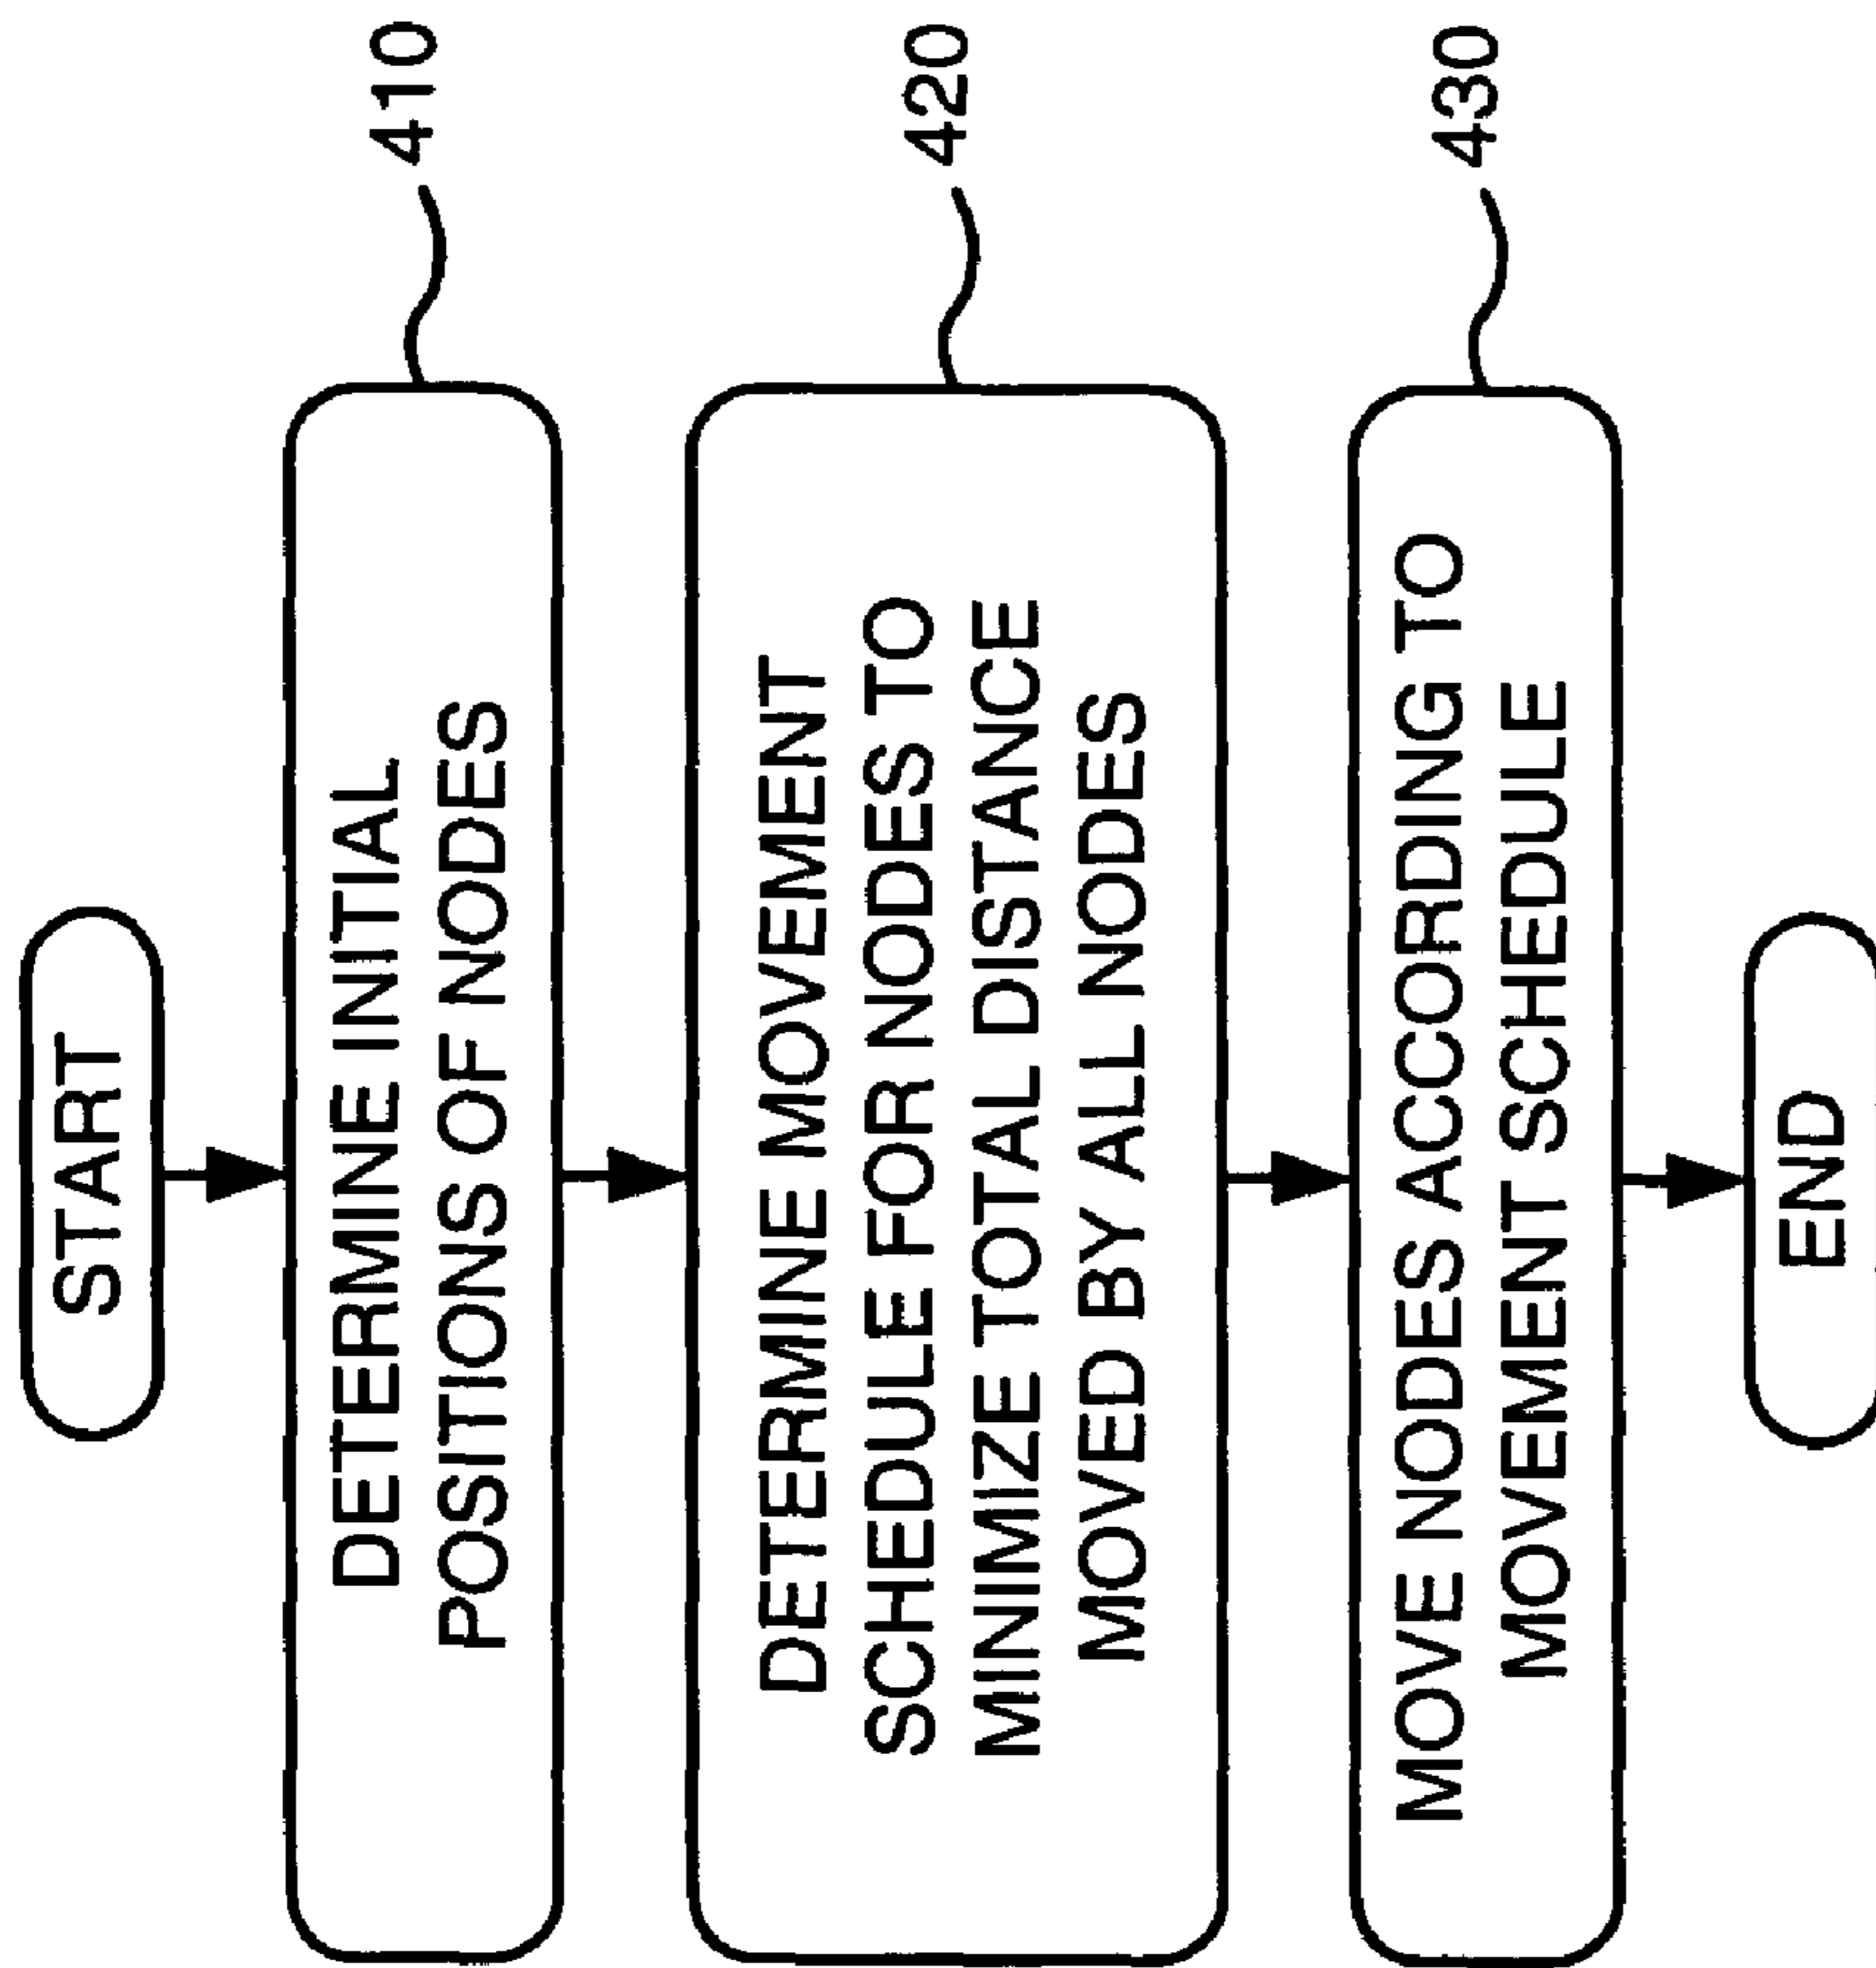 START
DETERMINE INITIAL
POSITIONS OF NODES
410
DETERMINE MOVEMENT
SCHEDULE FOR NODES TO
MINIMIZE TOTAL DISTANCE
MOVED BY ALL NODES
420
MOVE NODES ACCORDING TO
MOVEMENT SCHEDULE
430
END